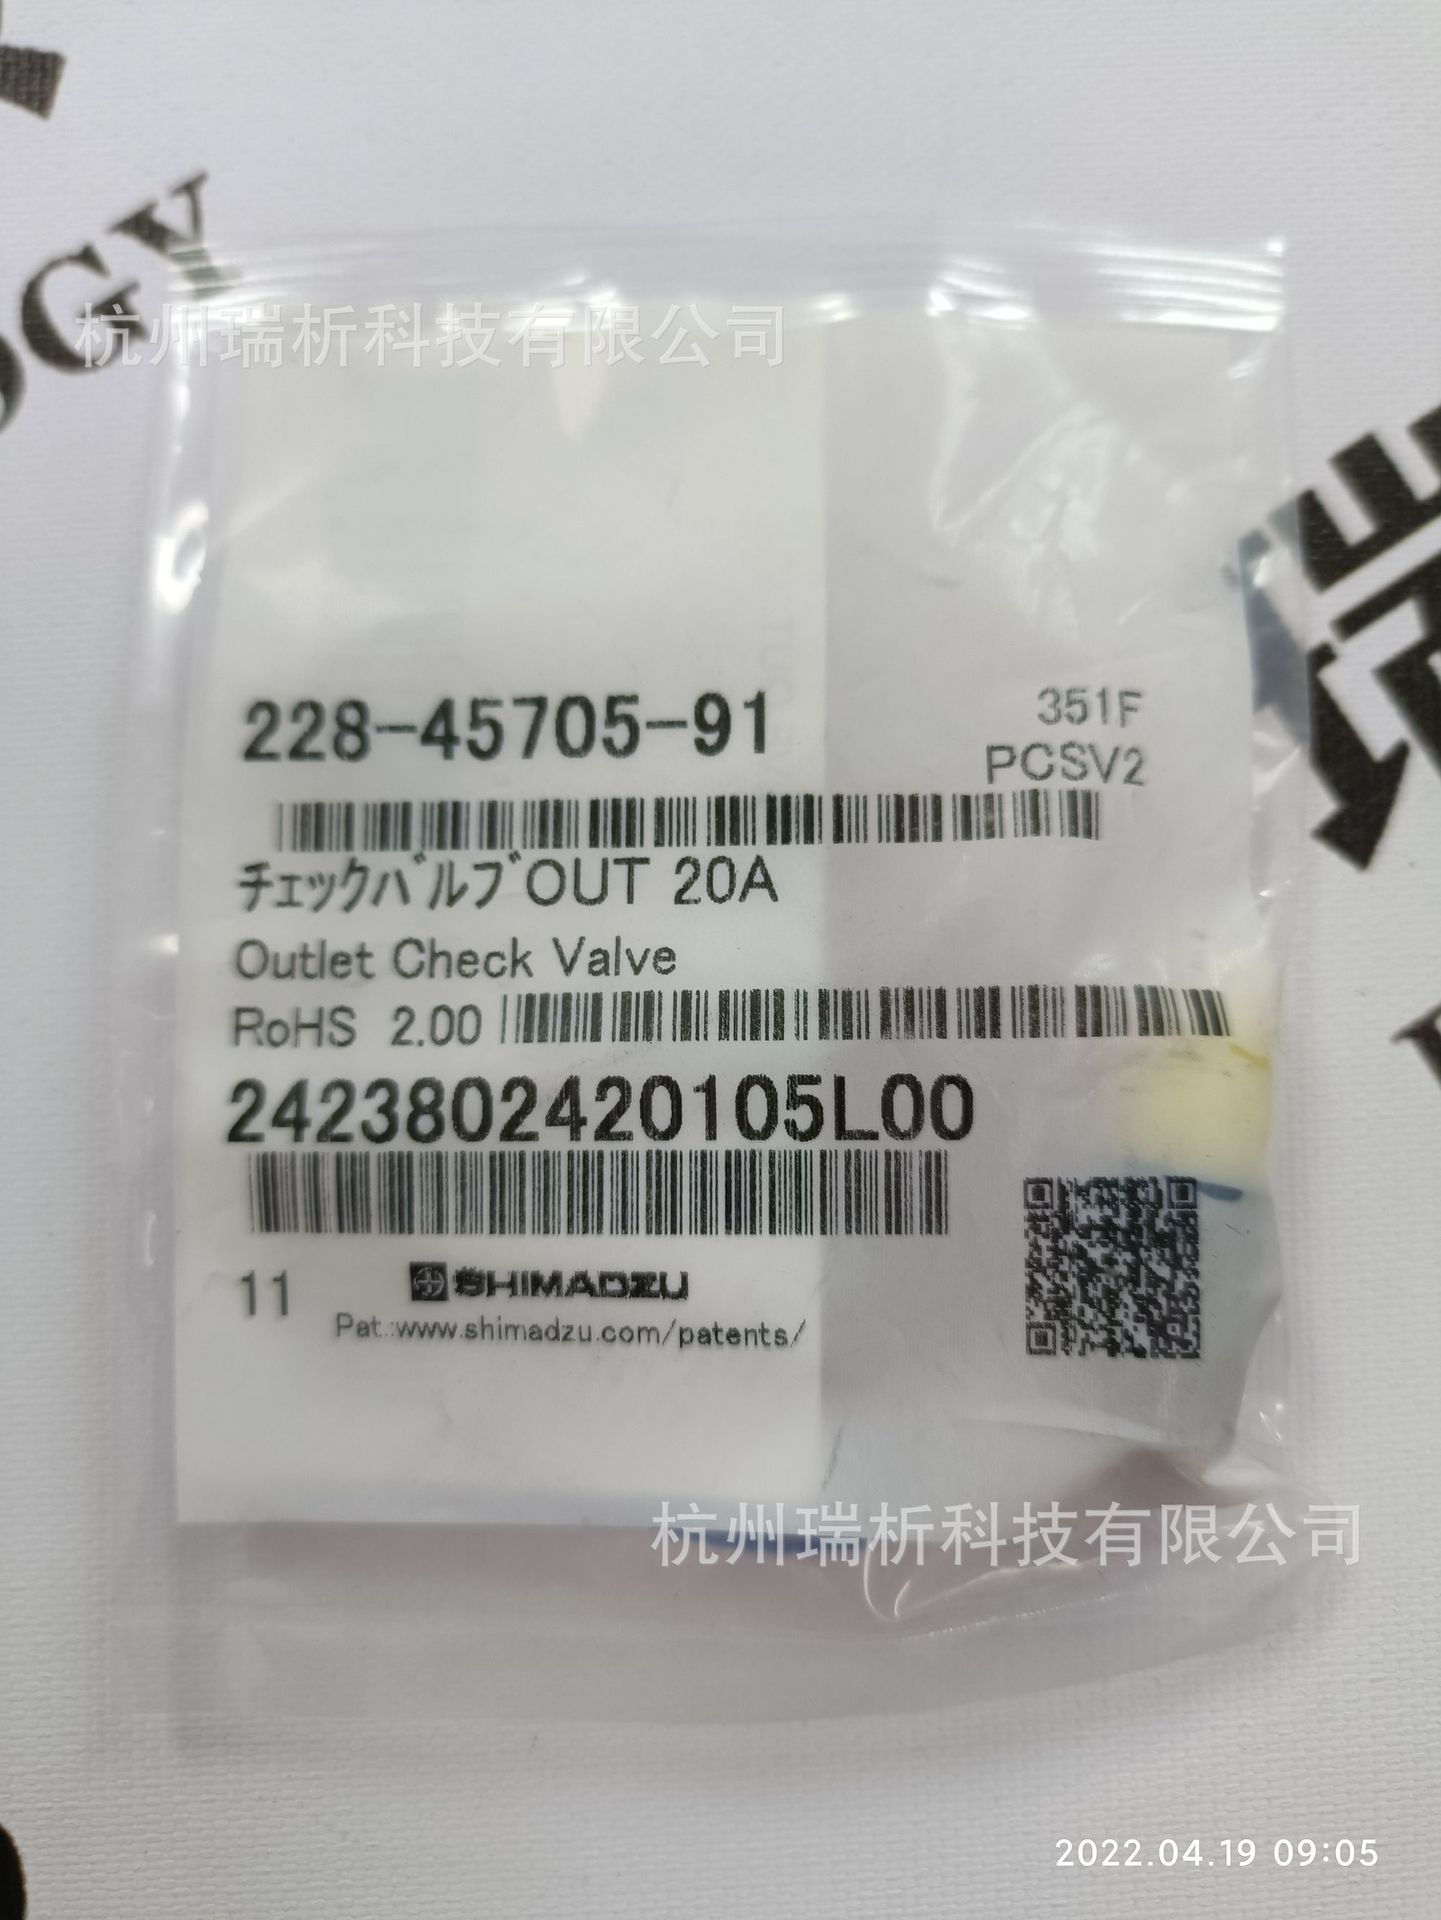 OGY
杭州瑞析科技有限公司
228-45705-91
351F
PCSV2
チェックバルブOUT 20A
Outlet Check Valve
RoHS 2.00
2423802420105L00
11
SHIMADZU
Pat.:www.shimadzu.com/patents/
杭州瑞析科技有限公司
2022.04.19 09:05